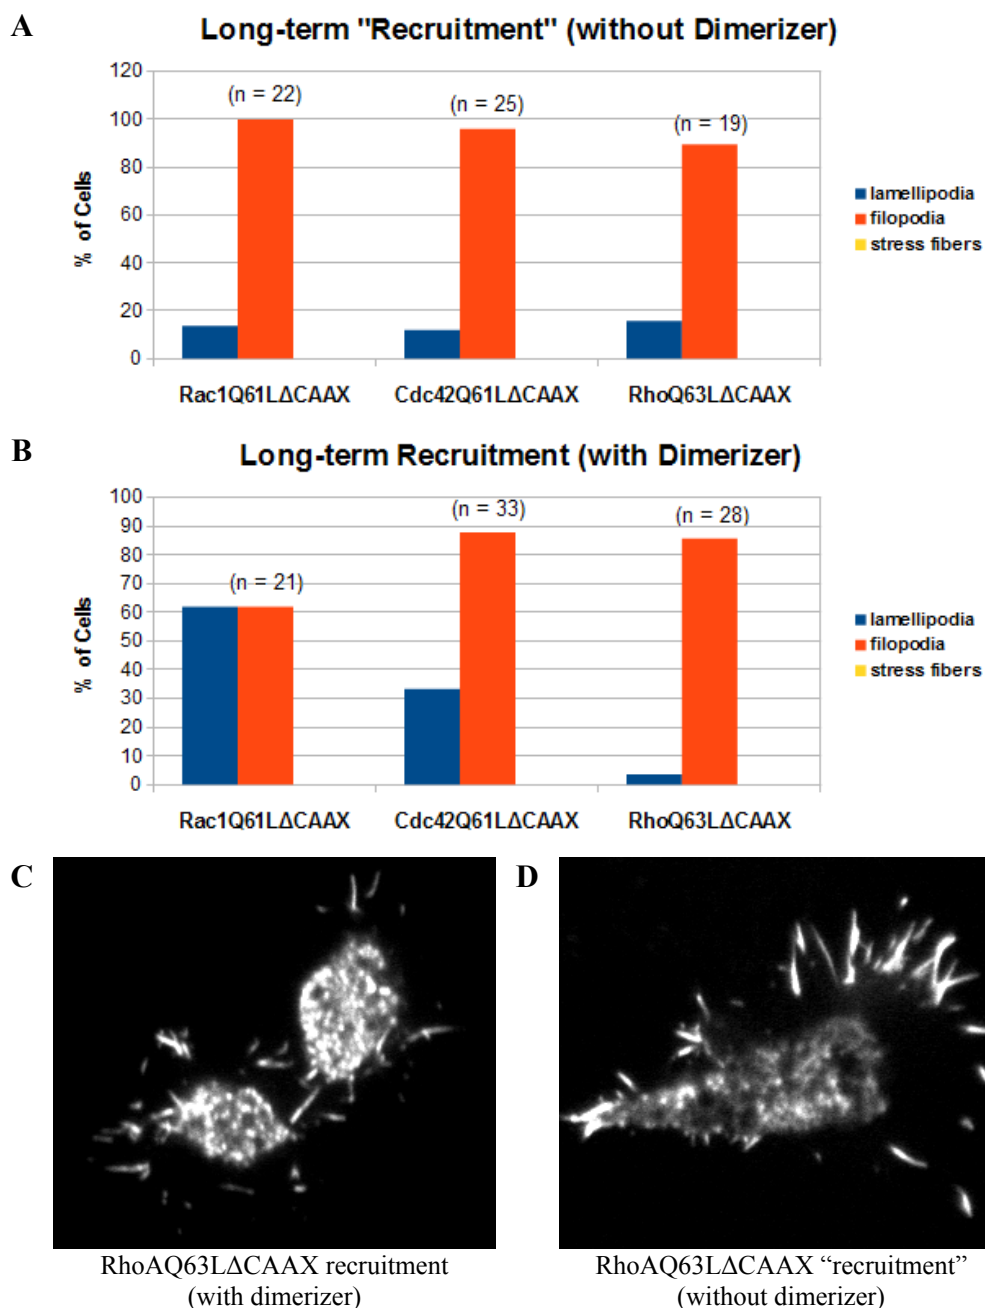 A
Long-term "Recruitment" (without Dimerizer)
120
100
80
60
40
20
0
% of Cells
(n = 22)
(n = 25)
(n = 19)
Rac1Q61LΔCAAX
Cdc42Q61LΔCAAX
RhoQ63LΔCAAX
lamellipodia
filopodia
stress fibers
B
Long-term Recruitment (with Dimerizer)
100
90
80
70
60
50
40
30
20
10
0
% of Cells
(n = 21)
(n = 33)
(n = 28)
Rac1Q61LΔCAAX
Cdc42Q61LΔCAAX
RhoQ63LΔCAAX
lamellipodia
filopodia
stress fibers
C
RhoAQ63LΔCAAX recruitment
(with dimerizer)
D
RhoAQ63LΔCAAX “recruitment”
(without dimerizer)